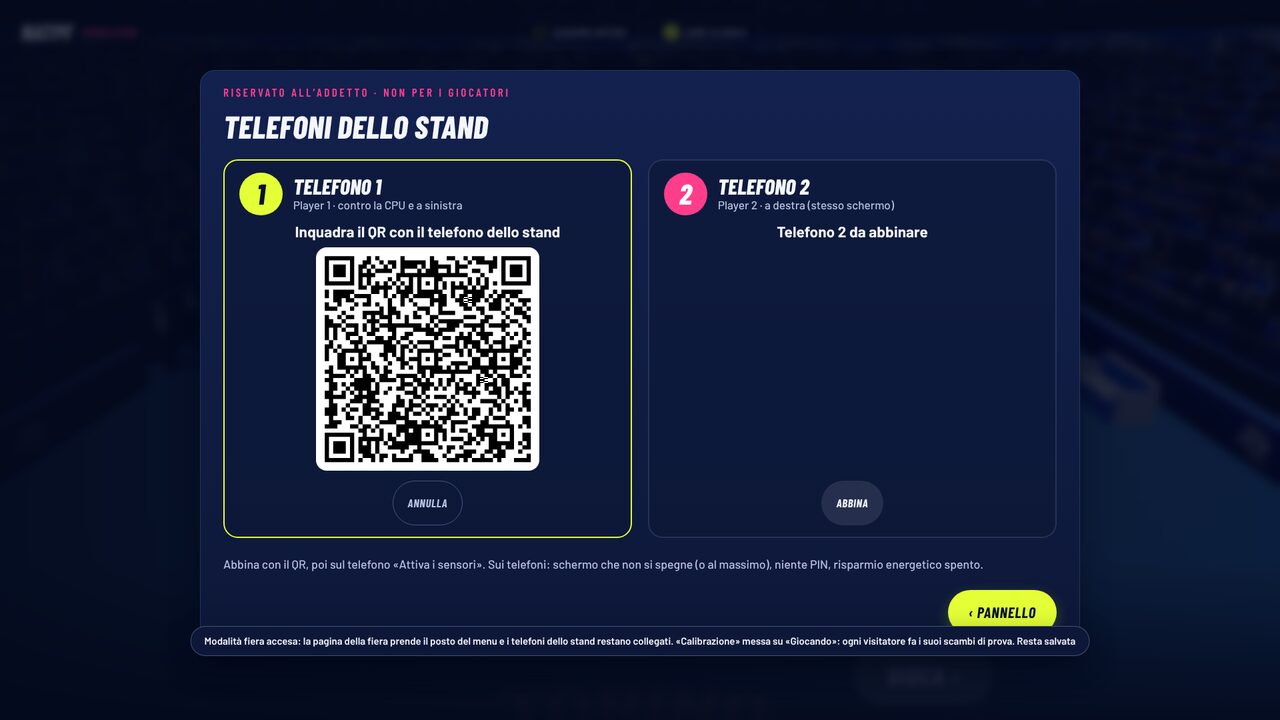 RISERVATO ALL'ADDETTO · NON PER I GIOCATORI
TELEFONI DELLO STAND
1
TELEFONO 1
Player 1 · contro la CPU e a sinistra
Inquadra il QR con il telefono dello stand
ANNULLA
2
TELEFONO 2
Player 2 · a destra (stesso schermo)
Telefono 2 da abbinare
ABBINA
Abbina con il QR, poi sul telefono «Attiva i sensori». Sui telefoni: schermo che non si spegne (o al massimo), niente PIN, risparmio energetico spento.
‹ PANNELLO
Modalità fiera accesa: la pagina della fiera prende il posto del menu e i telefoni dello stand restano collegati. «Calibrazione» messa su «Giocando»: ogni visitatore fa i suoi scambi di prova. Resta salvata